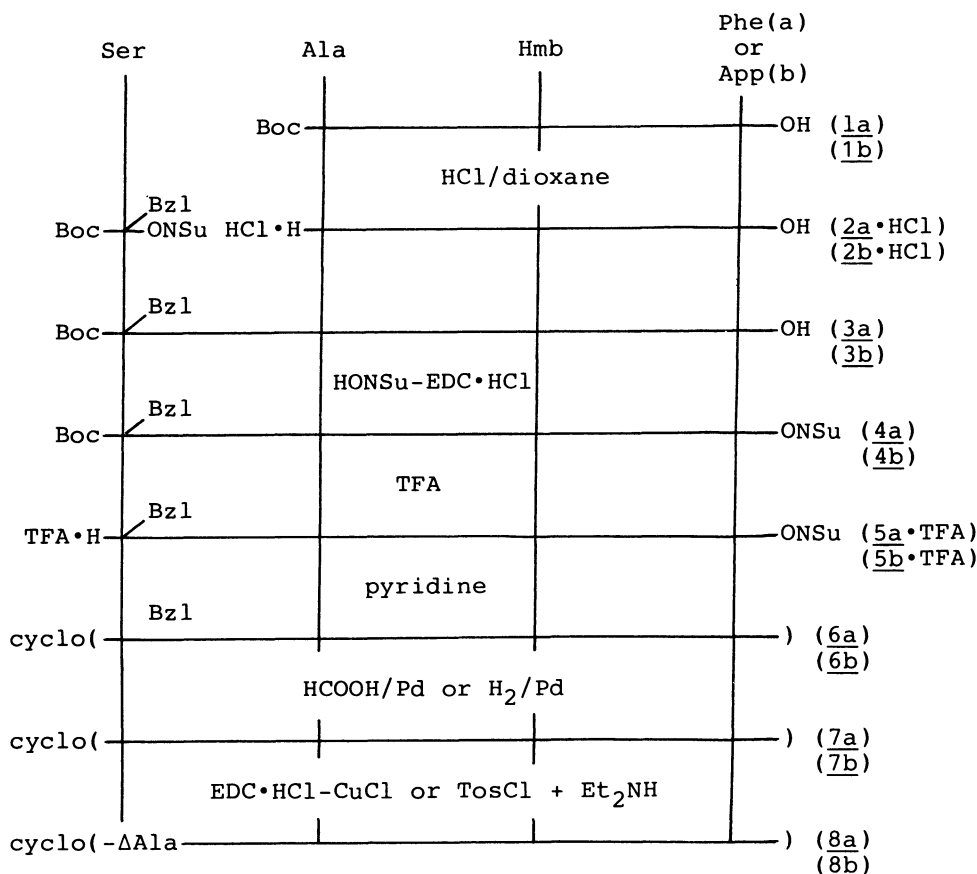 Ser Ala Hmb Phe(a)
or
App(b)
Boc OH (1a)
(1b)
HCl/dioxane
Bzl
Boc ONSu HCl•H OH (2a•HCl)
(2b•HCl)
Bzl
Boc OH (3a)
(3b)
HONSu-EDC•HCl
Bzl
Boc ONSu (4a)
(4b)
TFA
Bzl
TFA•H ONSu (5a•TFA)
(5b•TFA)
pyridine
Bzl
cyclo( ) (6a)
(6b)
HCOOH/Pd or H₂/Pd
cyclo( ) (7a)
(7b)
EDC•HCl-CuCl or TosCl + Et₂NH
cyclo(-ΔAla ) (8a)
(8b)